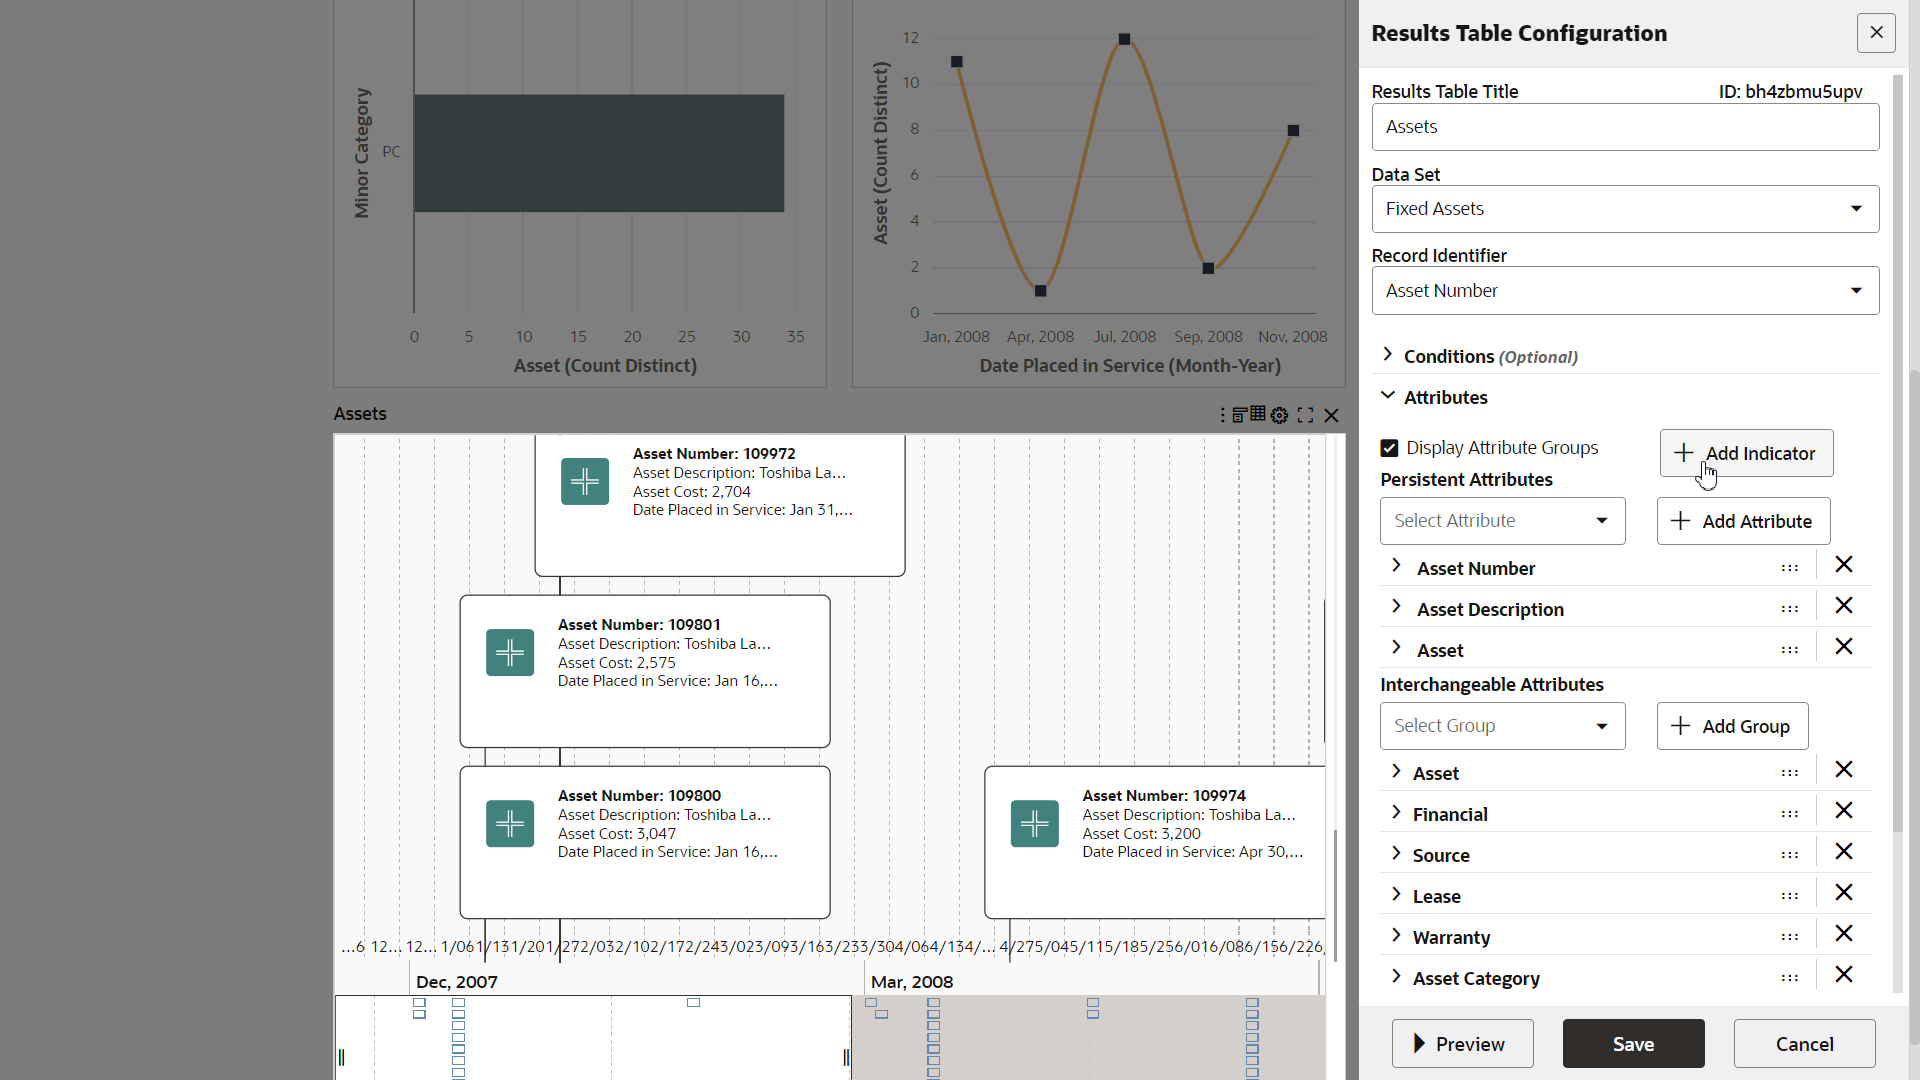 Minor Category
PC
0 5 10 15 20 25 30 35
Asset (Count Distinct)
Asset (Count Distinct)
12
10
8
6
4
2
0
Jan, 2008 Apr, 2008 Jul, 2008 Sep, 2008 Nov, 2008
Date Placed in Service (Month-Year)
Assets
Asset Number: 109972
Asset Description: Toshiba La...
Asset Cost: 2,704
Date Placed in Service: Jan 31,...
Asset Number: 109801
Asset Description: Toshiba La...
Asset Cost: 2,575
Date Placed in Service: Jan 16,...
Asset Number: 109800
Asset Description: Toshiba La...
Asset Cost: 3,047
Date Placed in Service: Jan 16,...
Asset Number: 109974
Asset Description: Toshiba La...
Asset Cost: 3,200
Date Placed in Service: Apr 30,...
...6 12... 12... 1/061/131/201/272/032/102/172/243/023/093/163/233/304/064/134/... 4/275/045/115/185/256/016/086/156/226/
Dec, 2007 Mar, 2008
Results Table Configuration
Results Table Title ID: bh4zbmu5upv
Assets
Data Set
Fixed Assets
Record Identifier
Asset Number
Conditions (Optional)
Attributes
Display Attribute Groups Add Indicator
Persistent Attributes
Select Attribute Add Attribute
Asset Number
Asset Description
Asset
Interchangeable Attributes
Select Group Add Group
Asset
Financial
Source
Lease
Warranty
Asset Category
Preview Save Cancel